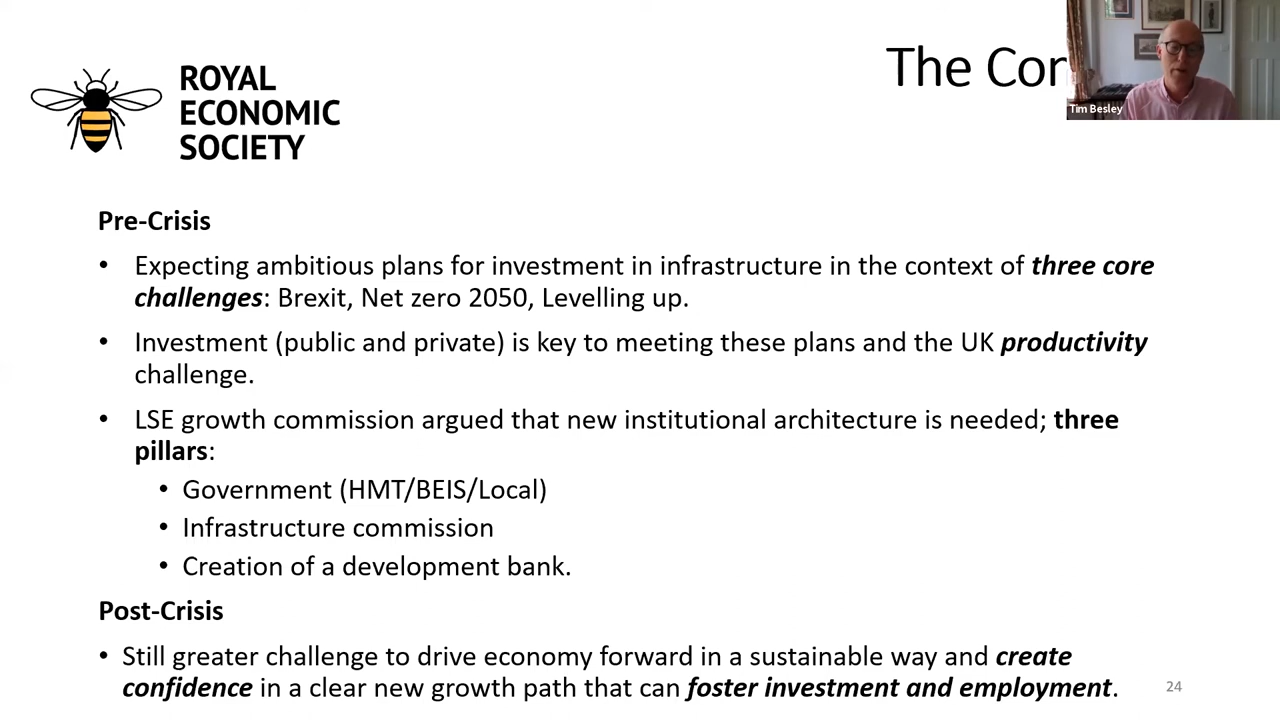 ROYAL
ECONOMIC
SOCIETY
The
Tim Besley
Pre-Crisis
• Expecting ambitious plans for investment in infrastructure in the context of three core
challenges: Brexit, Net zero 2050, Levelling up.
• Investment (public and private) is key to meeting these plans and the UK productivity
challenge.
• LSE growth commission argued that new institutional architecture is needed; three
pillars:
• Government (HMT/BEIS/Local)
• Infrastructure commission
• Creation of a development bank.
Post-Crisis
• Still greater challenge to drive economy forward in a sustainable way and create
confidence in a clear new growth path that can foster investment and employment.
24